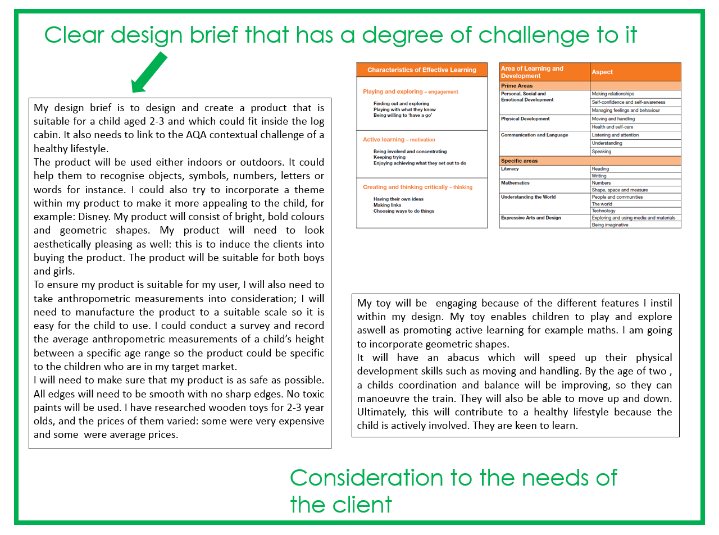 Clear design brief that has a degree of challenge to it
My design brief is to design and create a product that is
suitable for a child aged 2-3 and which could fit inside the log
cabin. It also needs to link to the AQA contextual challenge of a
healthy lifestyle.
The product will be used either indoors or outdoors. It could
help them to recognise objects, symbols, numbers, letters or
words for instance. I could also try to incorporate a theme
within my product to make it more appealing to the child, for
example: Disney. My product will consist of bright, bold colours
and geometric shapes. My product will need to look
aesthetically pleasing as well: this is to induce the clients into
buying the product. The product will be suitable for both boys
and girls.
To ensure my product is suitable for my user, I will also need to
take anthropometric measurements into consideration; I will
need to manufacture the product to a suitable scale so it is
easy for the child to use. I could conduct a survey and record
the average anthropometric measurements of a child's height
between a specific age range so the product could be specific
to the children who are in my target market.
I will need to make sure that my product is as safe as possible.
All edges will need to be smooth with no sharp edges. No toxic
paints will be used. I have researched wooden toys for 2-3 year
olds, and the prices of them varied: some were very expensive
and some were average prices.
Characteristics of Effective Learning
Playing and exploring – engagement
Finding out and exploring
Playing with what they know
Being willing to 'have a go'
Active learning – motivation
Being involved and concentrating
Keeping trying
Enjoying achieving what they set out to do
Creating and thinking critically – thinking
Having their own ideas
Making links
Choosing ways to do things
Area of Learning and Development
Aspect
Prime Areas
Personal, Social and Emotional Development
Making relationships
Self-confidence and self-awareness
Managing feelings and behaviour
Physical Development
Moving and handling
Health and self-care
Communication and Language
Listening and attention
Understanding
Speaking
Specific areas
Literacy
Reading
Writing
Mathematics
Numbers
Shape, space and measure
Understanding the World
People and communities
The world
Technology
Expressive Arts and Design
Exploring and using media and materials
Being imaginative
My toy will be engaging because of the different features I instil
within my design. My toy enables children to play and explore
aswell as promoting active learning for example maths. I am going
to incorporate geometric shapes.
It will have an abacus which will speed up their physical
development skills such as moving and handling. By the age of two ,
a childs coordination and balance will be improving, so they can
manoeuvre the train. They will also be able to move up and down.
Ultimately, this will contribute to a healthy lifestyle because the
child is actively involved. They are keen to learn.
Consideration to the needs of
the client